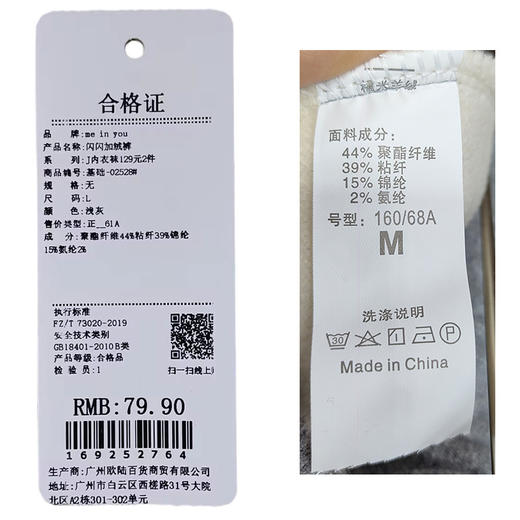 合格证
品 牌:me in you
产品名称:闪闪加绒裤
系 列:J内衣袜129元2件
商品编号:基础-02528#
规 格:无
尺 码:L
颜 色:浅灰
售价类型:正__61A
成 分:聚酯纤维44%粘纤39%锦纶
15%氨纶2%
执行标准
FZ/T 73020-2019
安全技术类别
GB18401-2010B类
产品等级:合格品
检 验 员:1
扫一扫线上
RMB:79.90
169252764
生产商:广州欧陆百货商贸有限公司
地址:广州市白云区西槎路31号大院
北区A2栋301-302单元
面料成分:
44% 聚酯纤维
39% 粘纤
15% 锦纶
2% 氨纶
号型: 160/68A
M
洗涤说明
30
Made in China